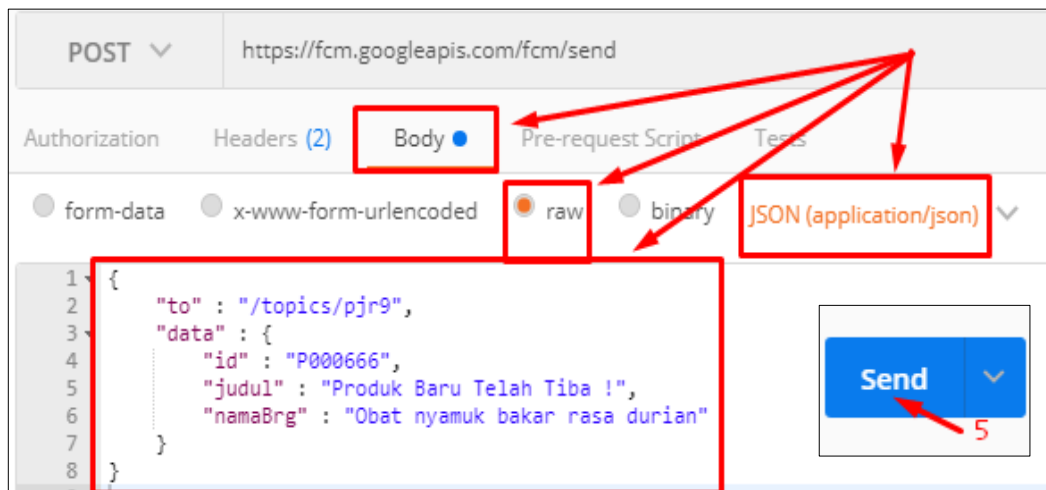 POST https://fcm.googleapis.com/fcm/send
Authorization Headers (2) Body Pre-request Script Tests
form-data x-www-form-urlencoded raw binary JSON (application/json)
1 {
2 "to" : "/topics/pjr9",
3 "data" : {
4 "id" : "P000666",
5 "judul" : "Produk Baru Telah Tiba !",
6 "namaBrg" : "Obat nyamuk bakar rasa durian"
7 }
8 }
Send
5